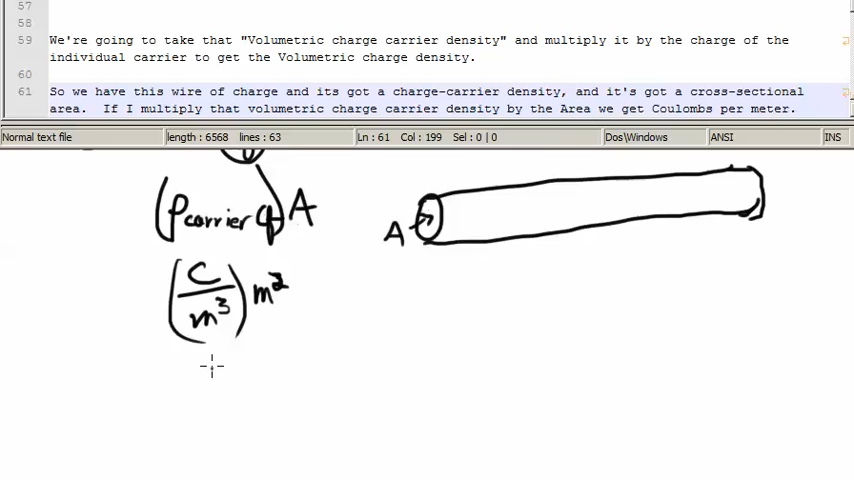 57
58
59 We're going to take that "Volumetric charge carrier density" and multiply it by the charge of the
individual carrier to get the Volumetric charge density.
60
61 So we have this wire of charge and its got a charge-carrier density, and it's got a cross-sectional
area. If I multiply that volumetric charge carrier density by the Area we get Coulombs per meter.
Normal text file length : 6568 lines : 63 Ln : 61 Col : 199 Sel : 0 | 0 Dos\Windows ANSI INS
(ρcarrier q) A
A
(C/m³) m²